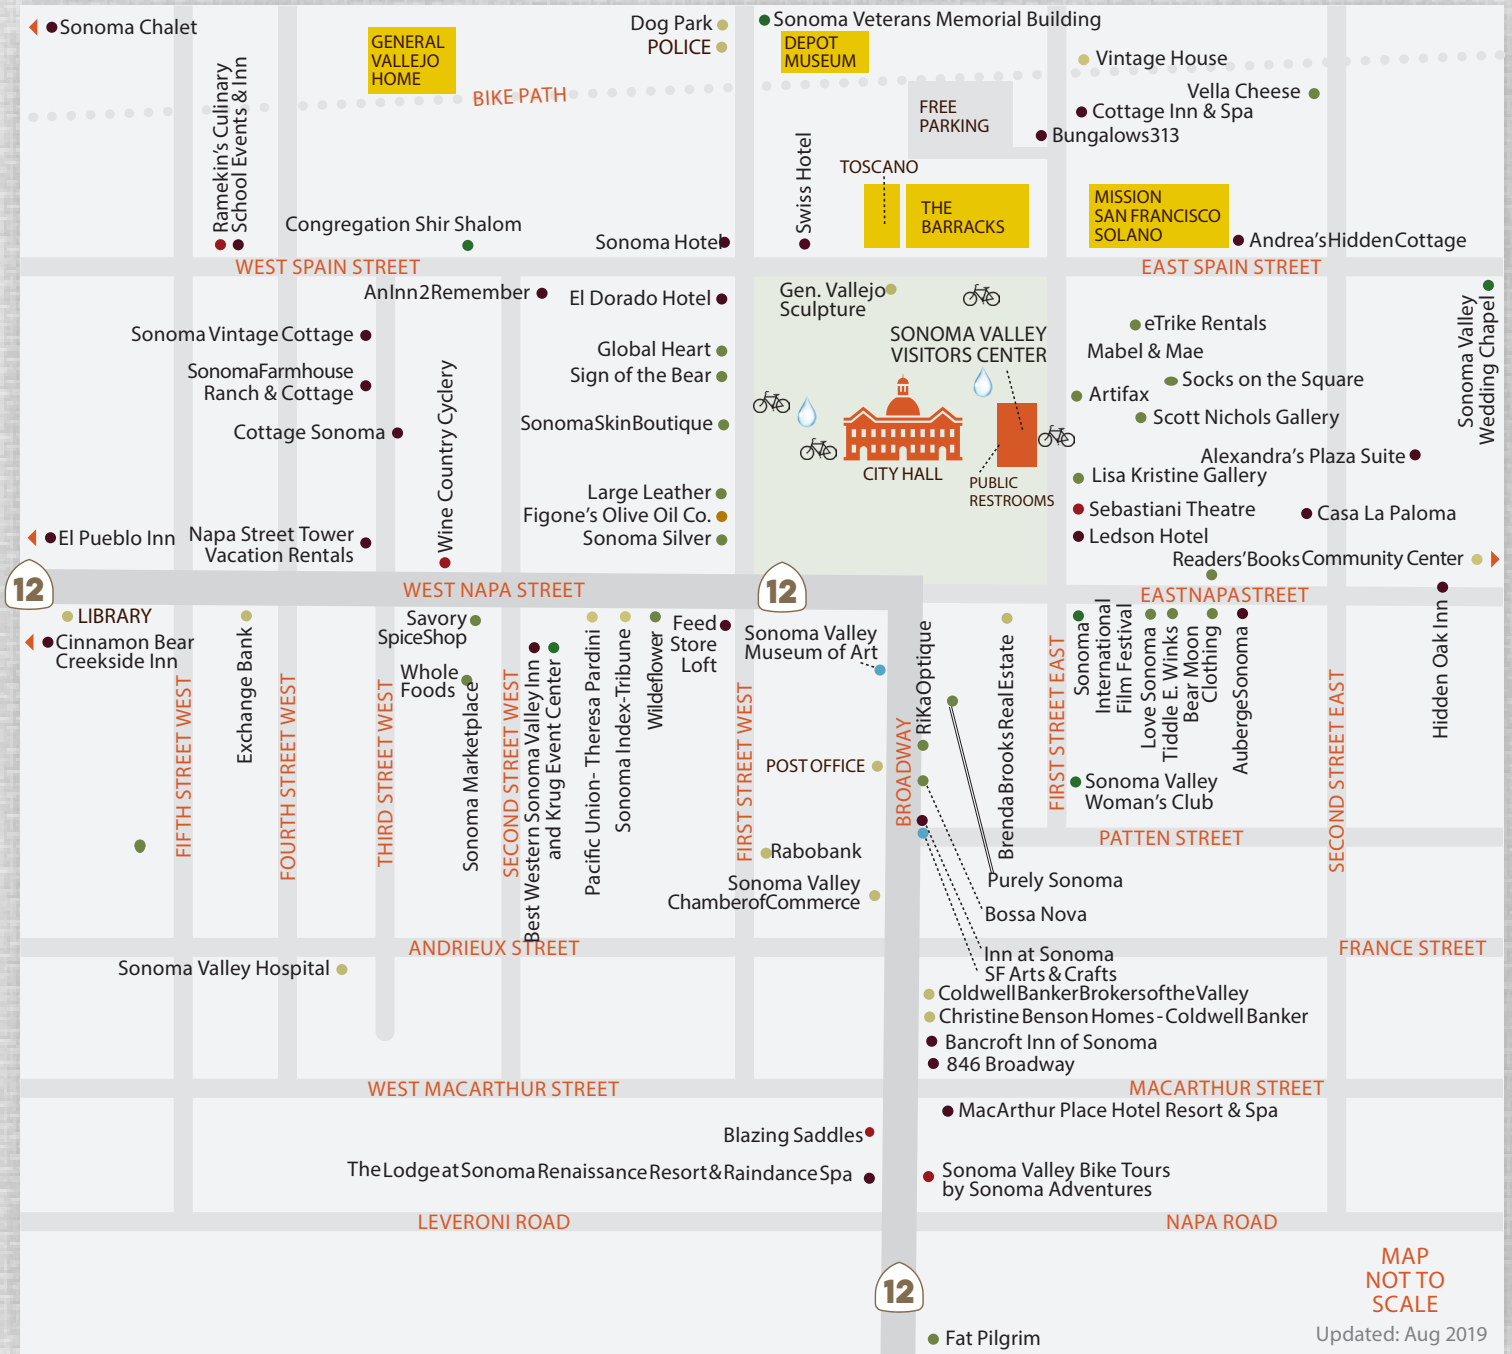 Sonoma Chalet
GENERAL
VALLEJO
HOME
Dog Park
POLICE
Sonoma Veterans Memorial Building
DEPOT
MUSEUM
Vintage House
Vella Cheese
Cottage Inn & Spa
Bungalows313
BIKE PATH
FREE
PARKING
Ramekin's Culinary
School Events & Inn
Congregation Shir Shalom
Sonoma Hotel
Swiss Hotel
TOSCANO
THE
BARRACKS
MISSION
SAN FRANCISCO
SOLANO
Andrea'sHiddenCottage
WEST SPAIN STREET
EAST SPAIN STREET
AnInn2Remember
El Dorado Hotel
Sonoma Vintage Cottage
Global Heart
Sign of the Bear
SonomaFarmhouse
Ranch & Cottage
SonomaSkinBoutique
Cottage Sonoma
Wine Country Cyclery
Large Leather
Figone's Olive Oil Co.
Sonoma Silver
El Pueblo Inn
Napa Street Tower
Vacation Rentals
Gen. Vallejo
Sculpture
SONOMA VALLEY
VISITORS CENTER
CITY HALL
PUBLIC
RESTROOMS
eTrike Rentals
Mabel & Mae
Socks on the Square
Artifax
Scott Nichols Gallery
Alexandra's Plaza Suite
Lisa Kristine Gallery
Sebastiani Theatre
Casa La Paloma
Ledson Hotel
Readers'Books
Community Center
Sonoma Valley
Wedding Chapel
12
WEST NAPA STREET
12
EASTNAPASTREET
LIBRARY
Cinnamon Bear
Creekside Inn
Exchange Bank
Savory
SpiceShop
Whole
Foods
Sonoma Marketplace
Best Western Sonoma Valley Inn
and Krug Event Center
Pacific Union- Theresa Pardini
Sonoma Index-Tribune
Wildeflower
Feed
Store
Loft
Sonoma Valley
Museum of Art
RiKaOptique
BrendaBrooksRealEstate
Sonoma
International
Film Festival
Love Sonoma
Tiddle E. Winks
Bear Moon
Clothing
AubergeSonoma
Hidden Oak Inn
FIFTH STREET WEST
FOURTH STREET WEST
THIRD STREET WEST
SECOND STREET WEST
FIRST STREET WEST
BROADWAY
FIRST STREET EAST
SECOND STREET EAST
POST OFFICE
Sonoma Valley
Woman's Club
PATTEN STREET
Rabobank
Sonoma Valley
ChamberofCommerce
Purely Sonoma
Bossa Nova
Inn at Sonoma
SF Arts & Crafts
ANDRIEUX STREET
FRANCE STREET
Sonoma Valley Hospital
ColdwellBankerBrokersoftheValley
Christine Benson Homes - Coldwell Banker
Bancroft Inn of Sonoma
846 Broadway
WEST MACARTHUR STREET
MACARTHUR STREET
MacArthur Place Hotel Resort & Spa
Blazing Saddles
TheLodgeatSonomaRenaissanceResort&RaindanceSpa
Sonoma Valley Bike Tours
by Sonoma Adventures
LEVERONI ROAD
NAPA ROAD
MAP
NOT TO
SCALE
12
Updated: Aug 2019
Fat Pilgrim